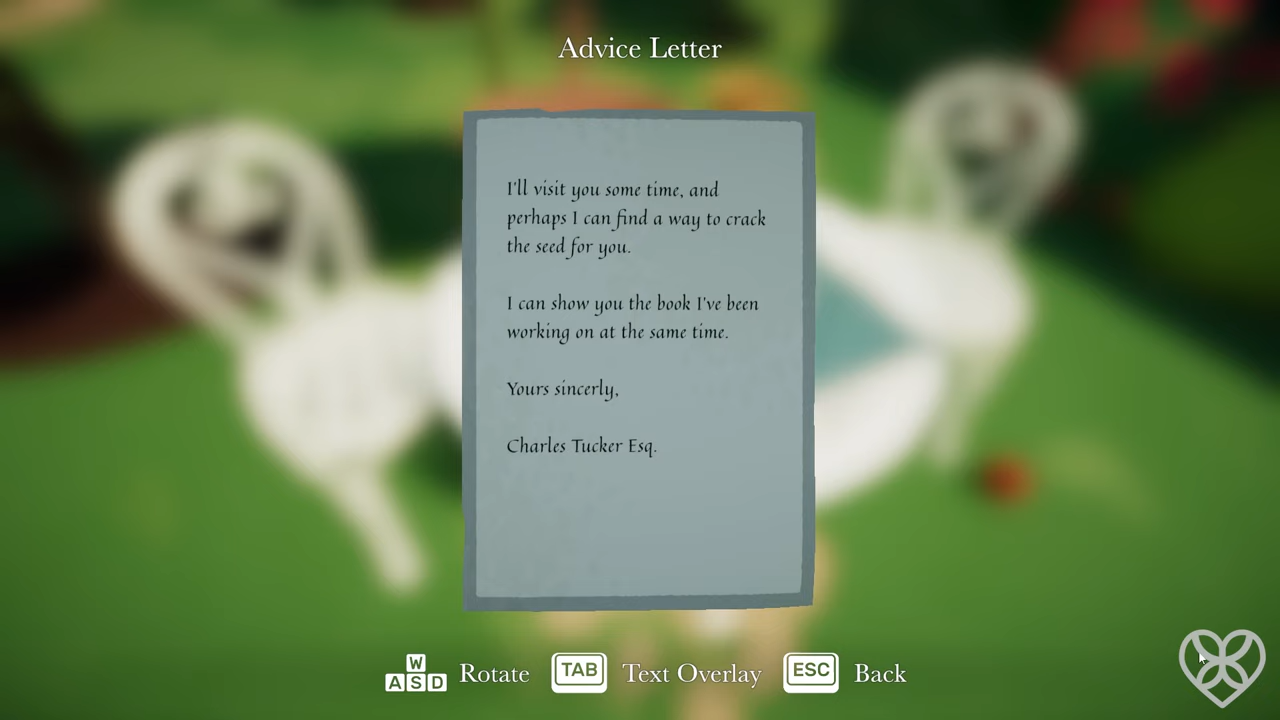 Advice Letter
I'll visit you some time, and
perhaps I can find a way to crack
the seed for you.
I can show you the book I've been
working on at the same time.
Yours sincerly,
Charles Tucker Esq.
W
A S D Rotate TAB Text Overlay ESC Back